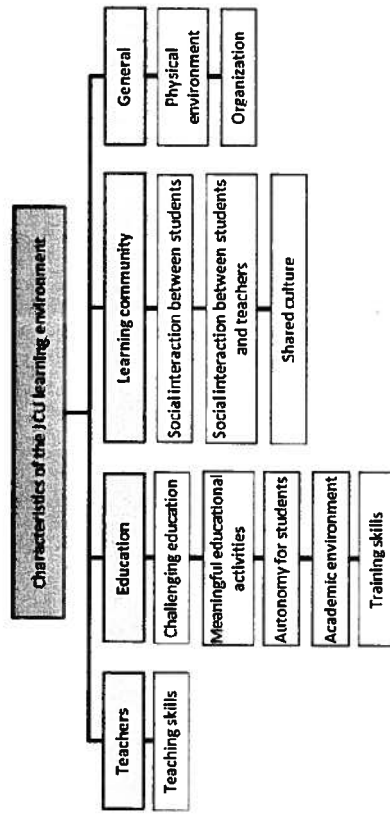 Characteristics of the JCU learning environment
Teachers
Teaching skills
Education
Challenging education
Meaningful educational
activities
Autonomy for students
Academic environment
Training skills
Learning community
Social interaction between students
Social interaction between students
and teachers
Shared culture
General
Physical
environment
Organization